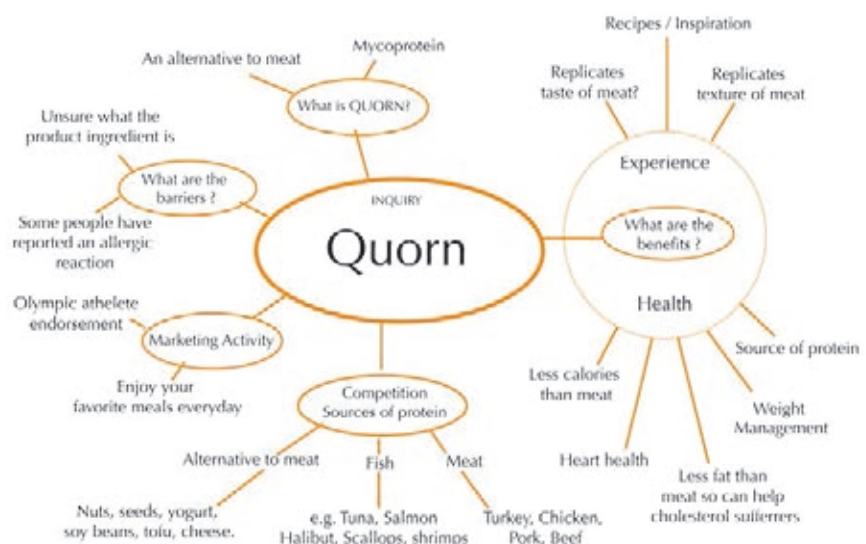 Recipes / Inspiration
Mycoprotein
An alternative to meat
Replicates
taste of meat?
Replicates
texture of meat
What is QUORN?
Unsure what the
product ingredient is
Experience
What are the
barriers ?
INQUIRY
Quorn
What are the
benefits ?
Some people have
reported an allergic
reaction
Health
Olympic athelete
endorsement
Marketing Activity
Source of protein
Enjoy your
favorite meals everyday
Less calories
than meat
Competition
Sources of protein
Weight
Management
Alternative to meat
Fish
Meat
Heart health
Less fat than
meat so can help
cholesterol sufferrers
Nuts, seeds, yogurt,
soy beans, tofu, cheese.
e.g. Tuna, Salmon
Halibut, Scallops, shrimps
Turkey, Chicken,
Pork, Beef